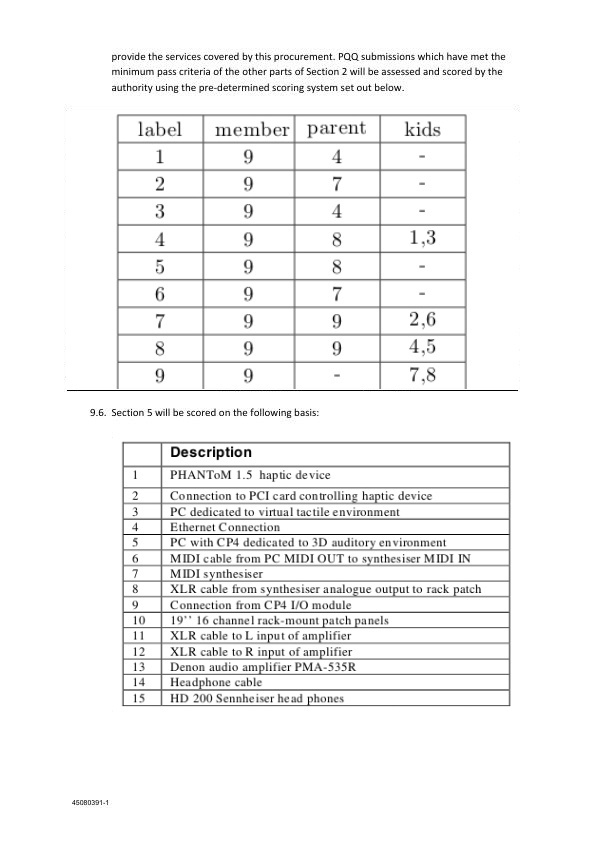 provide the services covered by this procurement. PQQ submissions which have met the
minimum pass criteria of the other parts of Section 2 will be assessed and scored by the
authority using the pre-determined scoring system set out below.
label member parent kids
1 9 4 -
2 9 7 -
3 9 4 -
4 9 8 1,3
5 9 8 -
6 9 7 -
7 9 9 2,6
8 9 9 4,5
9 9 - 7,8
9.6. Section 5 will be scored on the following basis:
Description
1 PHANToM 1.5 haptic device
2 Connection to PCI card controlling haptic device
3 PC dedicated to virtual tactile environment
4 Ethernet Connection
5 PC with CP4 dedicated to 3D auditory environment
6 MIDI cable from PC MIDI OUT to synthesiser MIDI IN
7 MIDI synthesiser
8 XLR cable from synthesiser analogue output to rack patch
9 Connection from CP4 I/O module
10 19'' 16 channel rack-mount patch panels
11 XLR cable to L input of amplifier
12 XLR cable to R input of amplifier
13 Denon audio amplifier PMA-535R
14 Headphone cable
15 HD 200 Sennheiser head phones
45080391-1